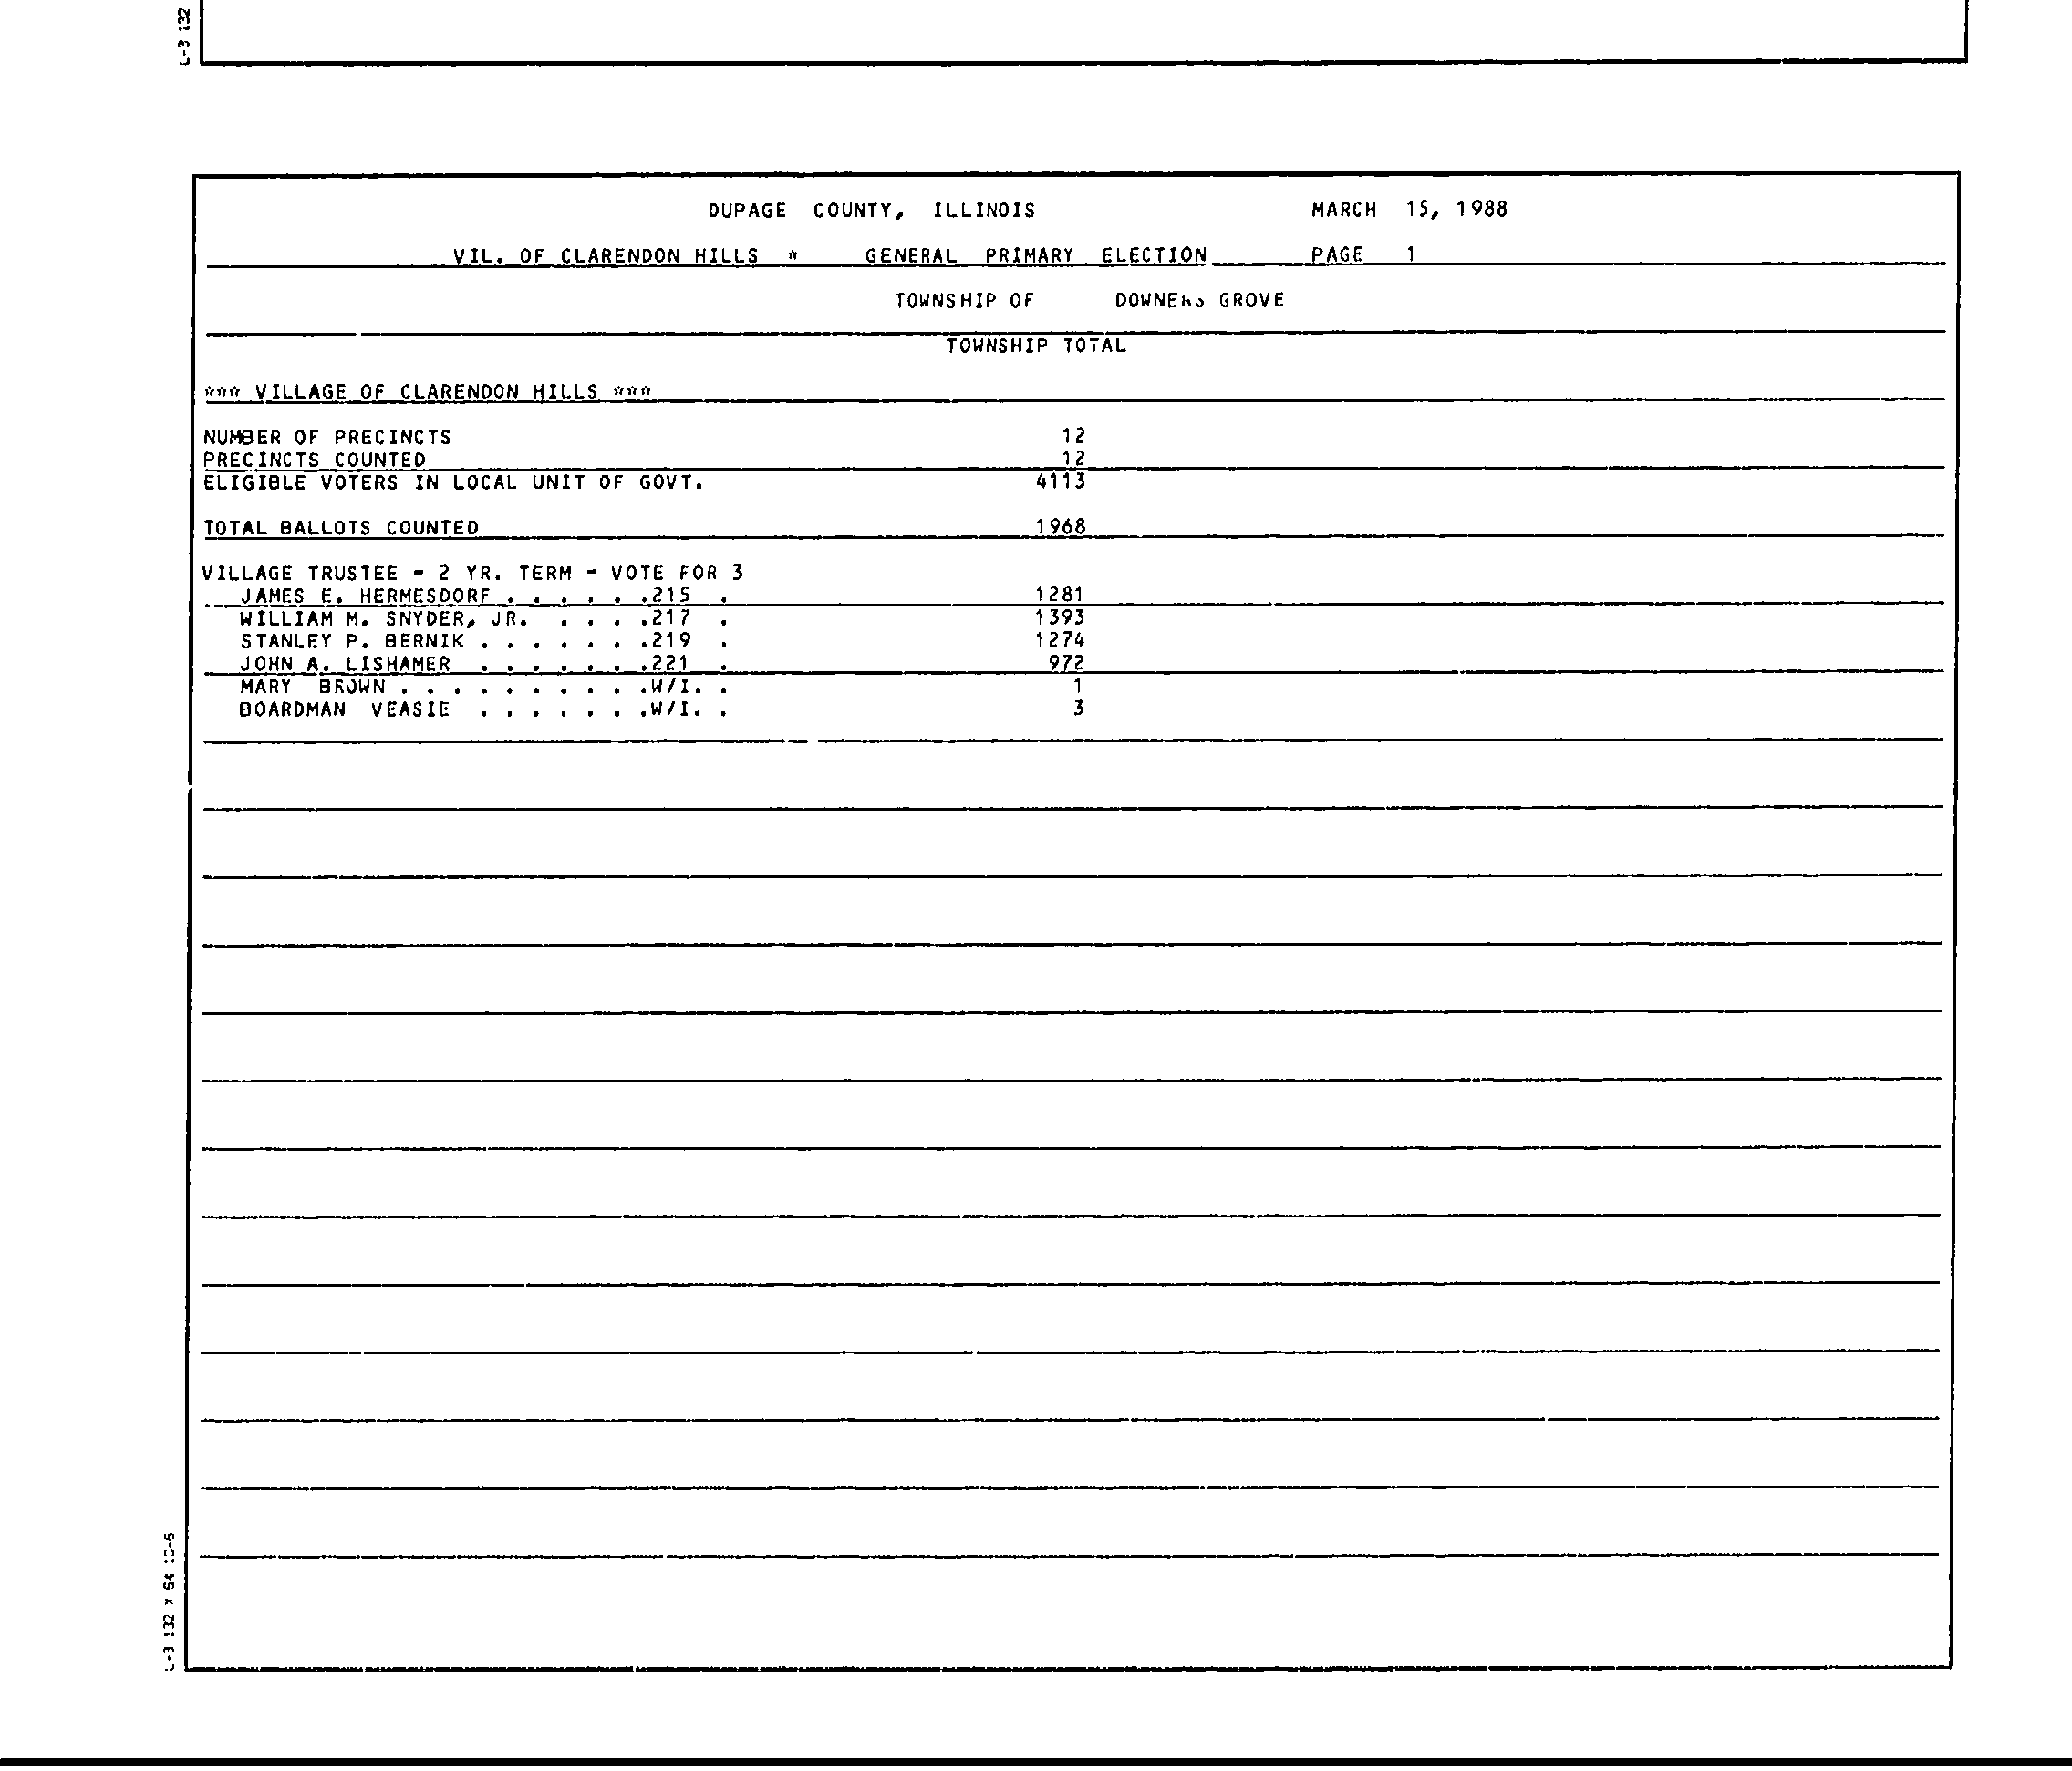 L-3 132
DUPAGE COUNTY, ILLINOIS MARCH 15, 1988
VIL. OF CLARENDON HILLS * GENERAL PRIMARY ELECTION PAGE 1
TOWNSHIP OF DOWNERS GROVE
TOWNSHIP TOTAL
*** VILLAGE OF CLARENDON HILLS ***
NUMBER OF PRECINCTS 12
PRECINCTS COUNTED 12
ELIGIBLE VOTERS IN LOCAL UNIT OF GOVT. 4113
TOTAL BALLOTS COUNTED 1968
VILLAGE TRUSTEE - 2 YR. TERM - VOTE FOR 3
JAMES E. HERMESDORF . . . . . .215 . 1281
WILLIAM M. SNYDER, JR. . . . .217 . 1393
STANLEY P. BERNIK . . . . . . .219 . 1274
JOHN A. LISHAMER . . . . . . .221 . 972
MARY BROWN . . . . . . . . . .W/I. . 1
BOARDMAN VEASIE . . . . . . .W/I. . 3
L-3 132 x 64 10-6